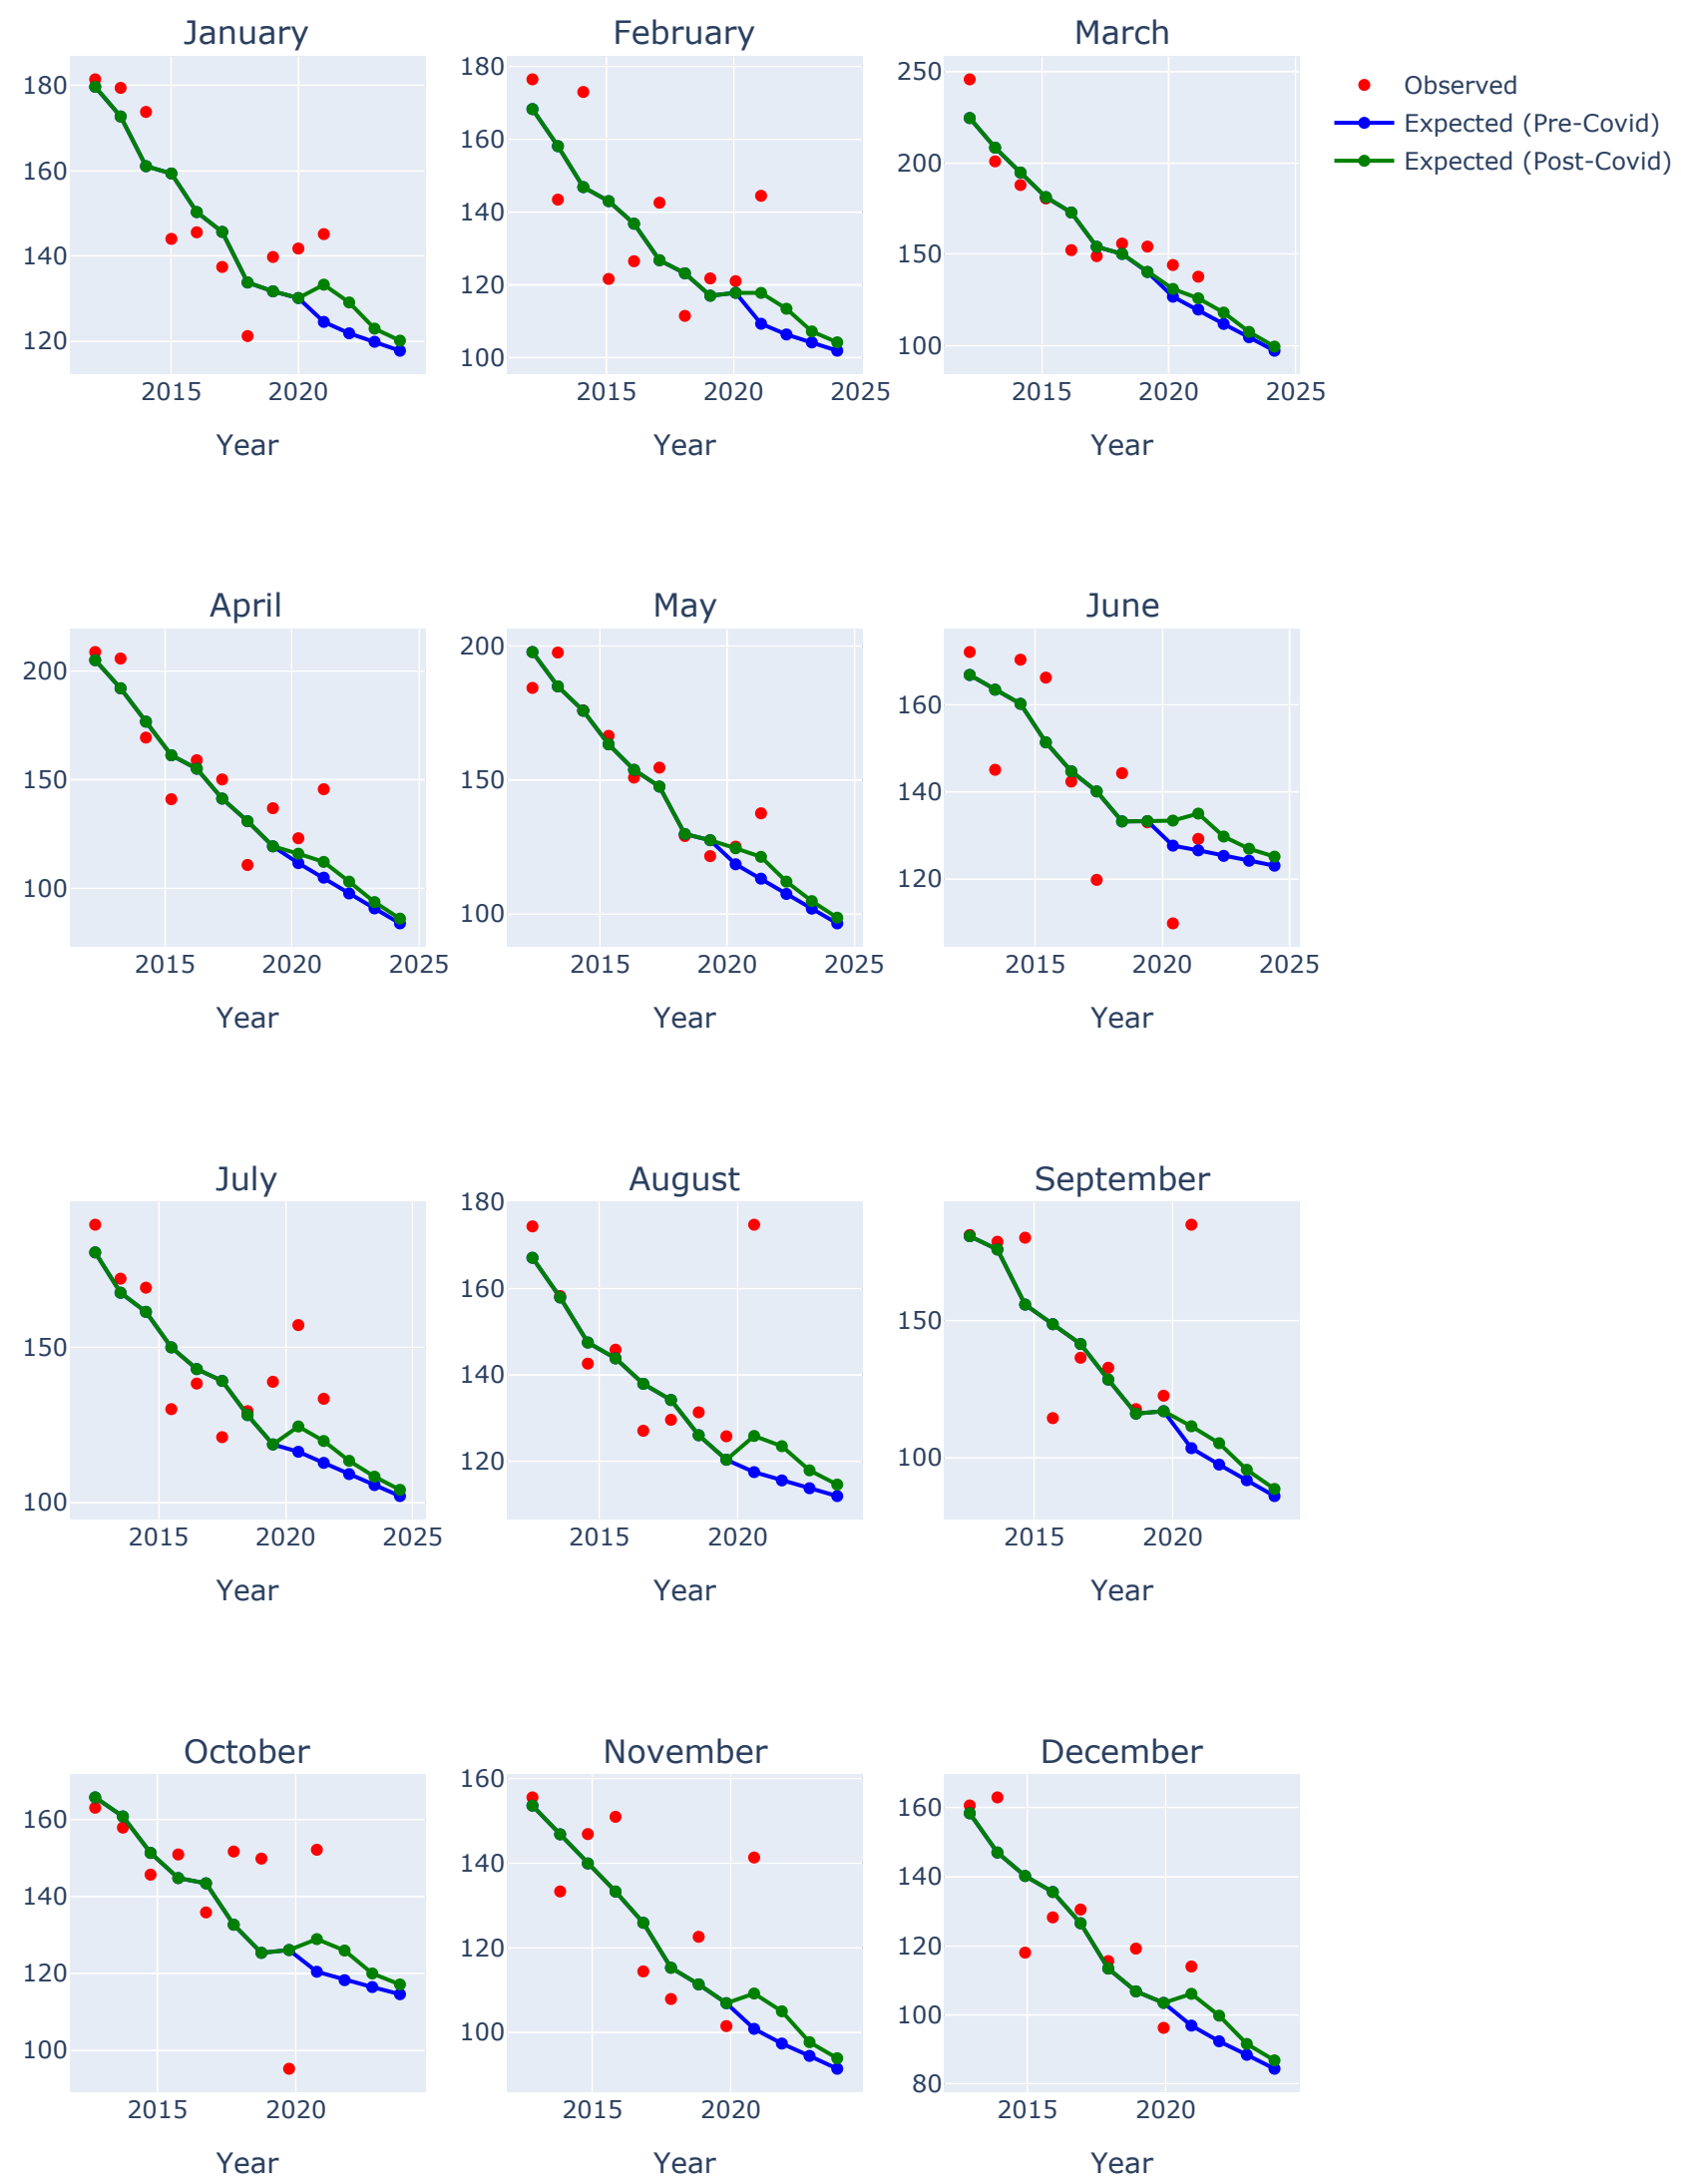 January
February
March
180
160
140
120
2015
2020
Year
180
160
140
120
100
2015
2020
2025
Year
250
200
150
100
2015
2020
2025
Year
Observed
Expected (Pre-Covid)
Expected (Post-Covid)
April
May
June
200
150
100
2015
2020
2025
Year
200
150
100
2015
2020
2025
Year
160
140
120
2015
2020
2025
Year
July
August
September
150
100
2015
2020
2025
Year
180
160
140
120
2015
2020
Year
150
100
2015
2020
Year
October
November
December
160
140
120
100
2015
2020
Year
160
140
120
100
2015
2020
Year
160
140
120
100
80
2015
2020
Year